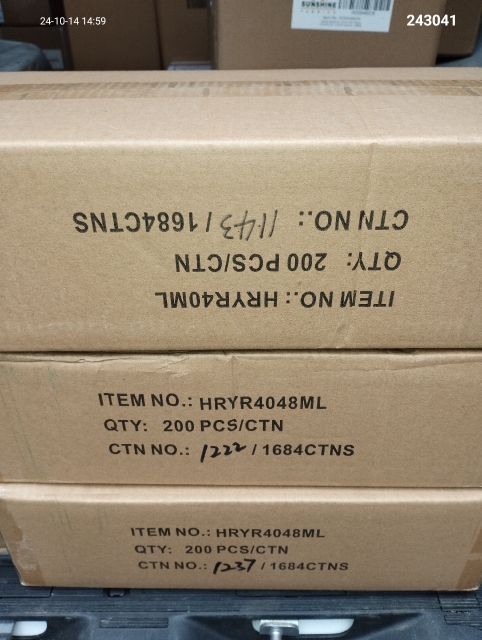 24-10-14 14:59
243041
SUNSHINE
ITEM NO.: HRYR40ML
QTY: 200 PCS/CTN
CTN NO.: 1143 / 1684CTNS
ITEM NO.: HRYR4048ML
QTY: 200 PCS/CTN
CTN NO.: 1222 / 1684CTNS
ITEM NO.: HRYR4048ML
QTY: 200 PCS/CTN
CTN NO.: 1237 / 1684CTNS